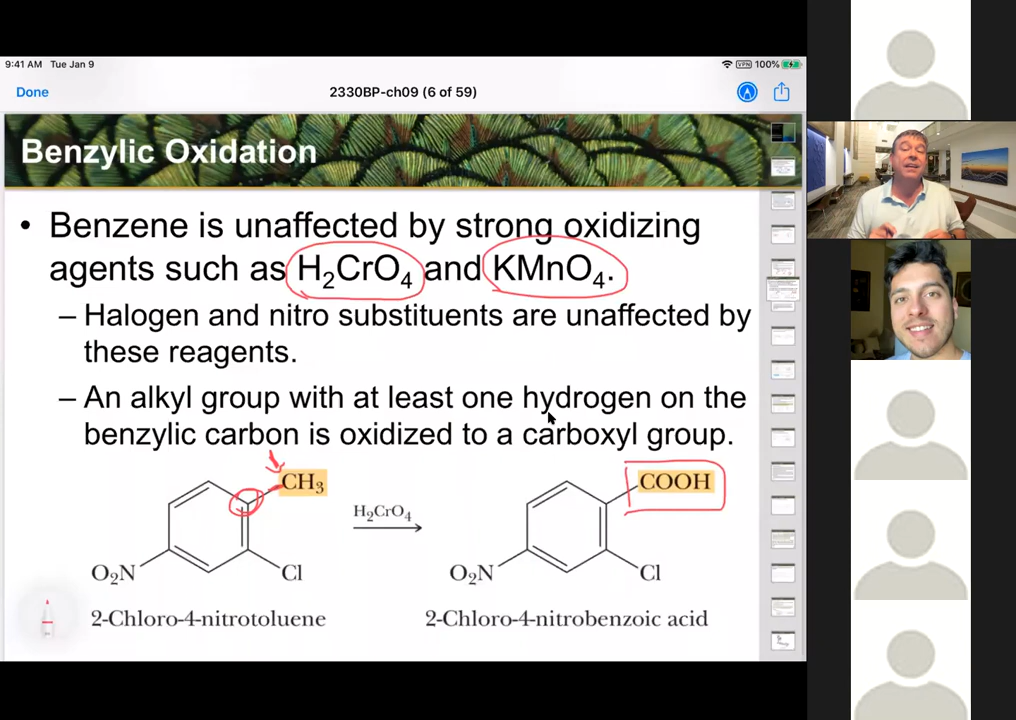 9:41 AM Tue Jan 9
VPN 100%
Done
2330BP-ch09 (6 of 59)
Benzylic Oxidation
• Benzene is unaffected by strong oxidizing
agents such as H₂CrO₄ and KMnO₄.
– Halogen and nitro substituents are unaffected by
these reagents.
– An alkyl group with at least one hydrogen on the
benzylic carbon is oxidized to a carboxyl group.
CH₃
COOH
H₂CrO₄
O₂N
Cl
O₂N
Cl
2-Chloro-4-nitrotoluene
2-Chloro-4-nitrobenzoic acid